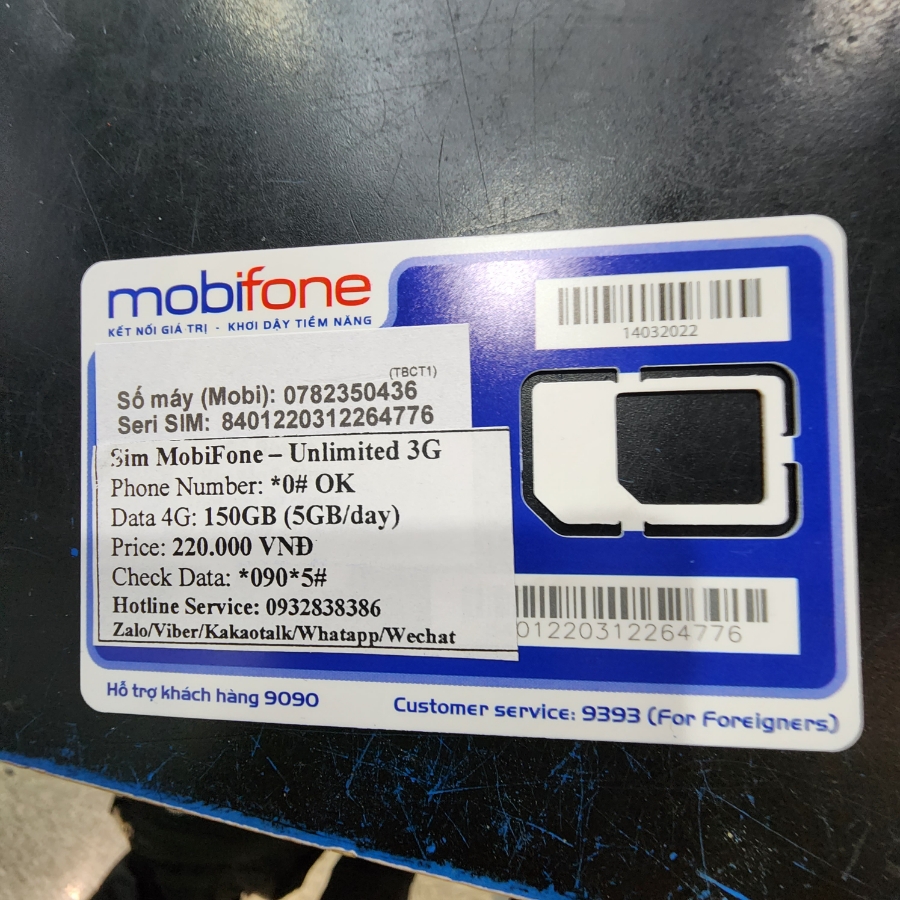 mobifone
KẾT NỐI GIÁ TRỊ - KHƠI DẬY TIỀM NĂNG
14032022
(TBCT1)
Số máy (Mobi): 0782350436
Seri SIM: 8401220312264776
Sim MobiFone – Unlimited 3G
Phone Number: *0# OK
Data 4G: 150GB (5GB/day)
Price: 220.000 VNĐ
Check Data: *090*5#
Hotline Service: 0932838386
Zalo/Viber/Kakaotalk/Whatapp/Wechat
01220312264776
Hỗ trợ khách hàng 9090
Customer service: 9393 (For Foreigners)